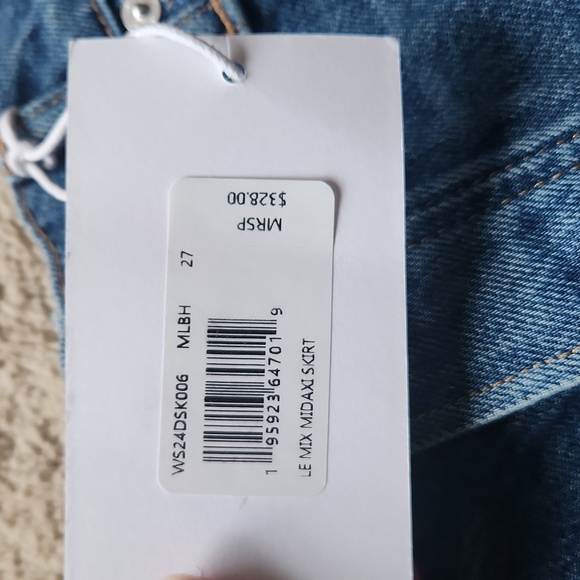 WS24DSK006 MLBH 27
1 95923 64701 9
LE MIX MIDAXI SKIRT
MRSP
$328.00